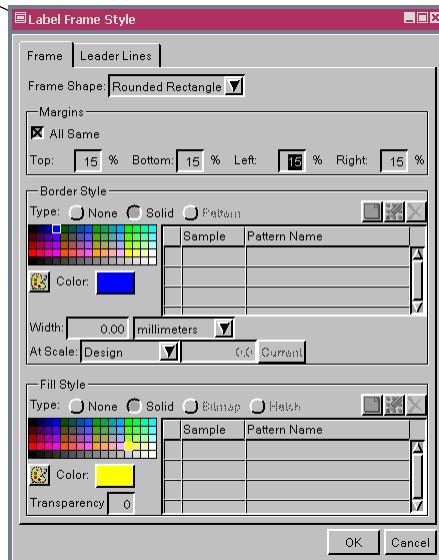 Label Frame Style
Frame Leader Lines
Frame Shape: Rounded Rectangle
Margins
All Same
Top: 15 % Bottom: 15 % Left: 15 % Right: 15 %
Border Style
Type: None Solid Pattern
Sample Pattern Name
Color:
Width: 0.00 millimeters
At Scale: Design 0.0 Current
Fill Style
Type: None Solid Bitmap Hatch
Sample Pattern Name
Color:
Transparency 0
OK Cancel